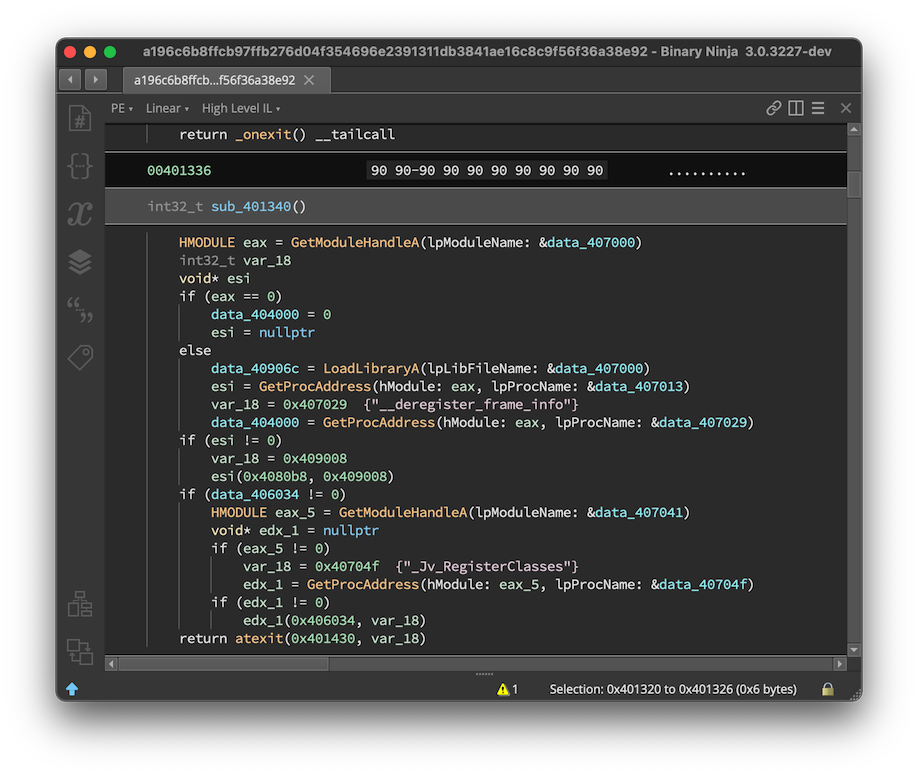 a196c6b8ffcb97ffb276d04f354696e2391311db3841ae16c8c9f56f36a38e92 - Binary Ninja 3.0.3227-dev
a196c6b8ffcb...f56f36a38e92
PE Linear High Level IL
return _onexit() __tailcall
00401336 90 90-90 90 90 90 90 90 90 90 ..........
int32_t sub_401340()
HMODULE eax = GetModuleHandleA(lpModuleName: &data_407000)
int32_t var_18
void* esi
if (eax == 0)
data_404000 = 0
esi = nullptr
else
data_40906c = LoadLibraryA(lpLibFileName: &data_407000)
esi = GetProcAddress(hModule: eax, lpProcName: &data_407013)
var_18 = 0x407029 {"__deregister_frame_info"}
data_404000 = GetProcAddress(hModule: eax, lpProcName: &data_407029)
if (esi != 0)
var_18 = 0x409008
esi(0x4080b8, 0x409008)
if (data_406034 != 0)
HMODULE eax_5 = GetModuleHandleA(lpModuleName: &data_407041)
void* edx_1 = nullptr
if (eax_5 != 0)
var_18 = 0x40704f {"_Jv_RegisterClasses"}
edx_1 = GetProcAddress(hModule: eax_5, lpProcName: &data_40704f)
if (edx_1 != 0)
edx_1(0x406034, var_18)
return atexit(0x401430, var_18)
1 Selection: 0x401320 to 0x401326 (0x6 bytes)